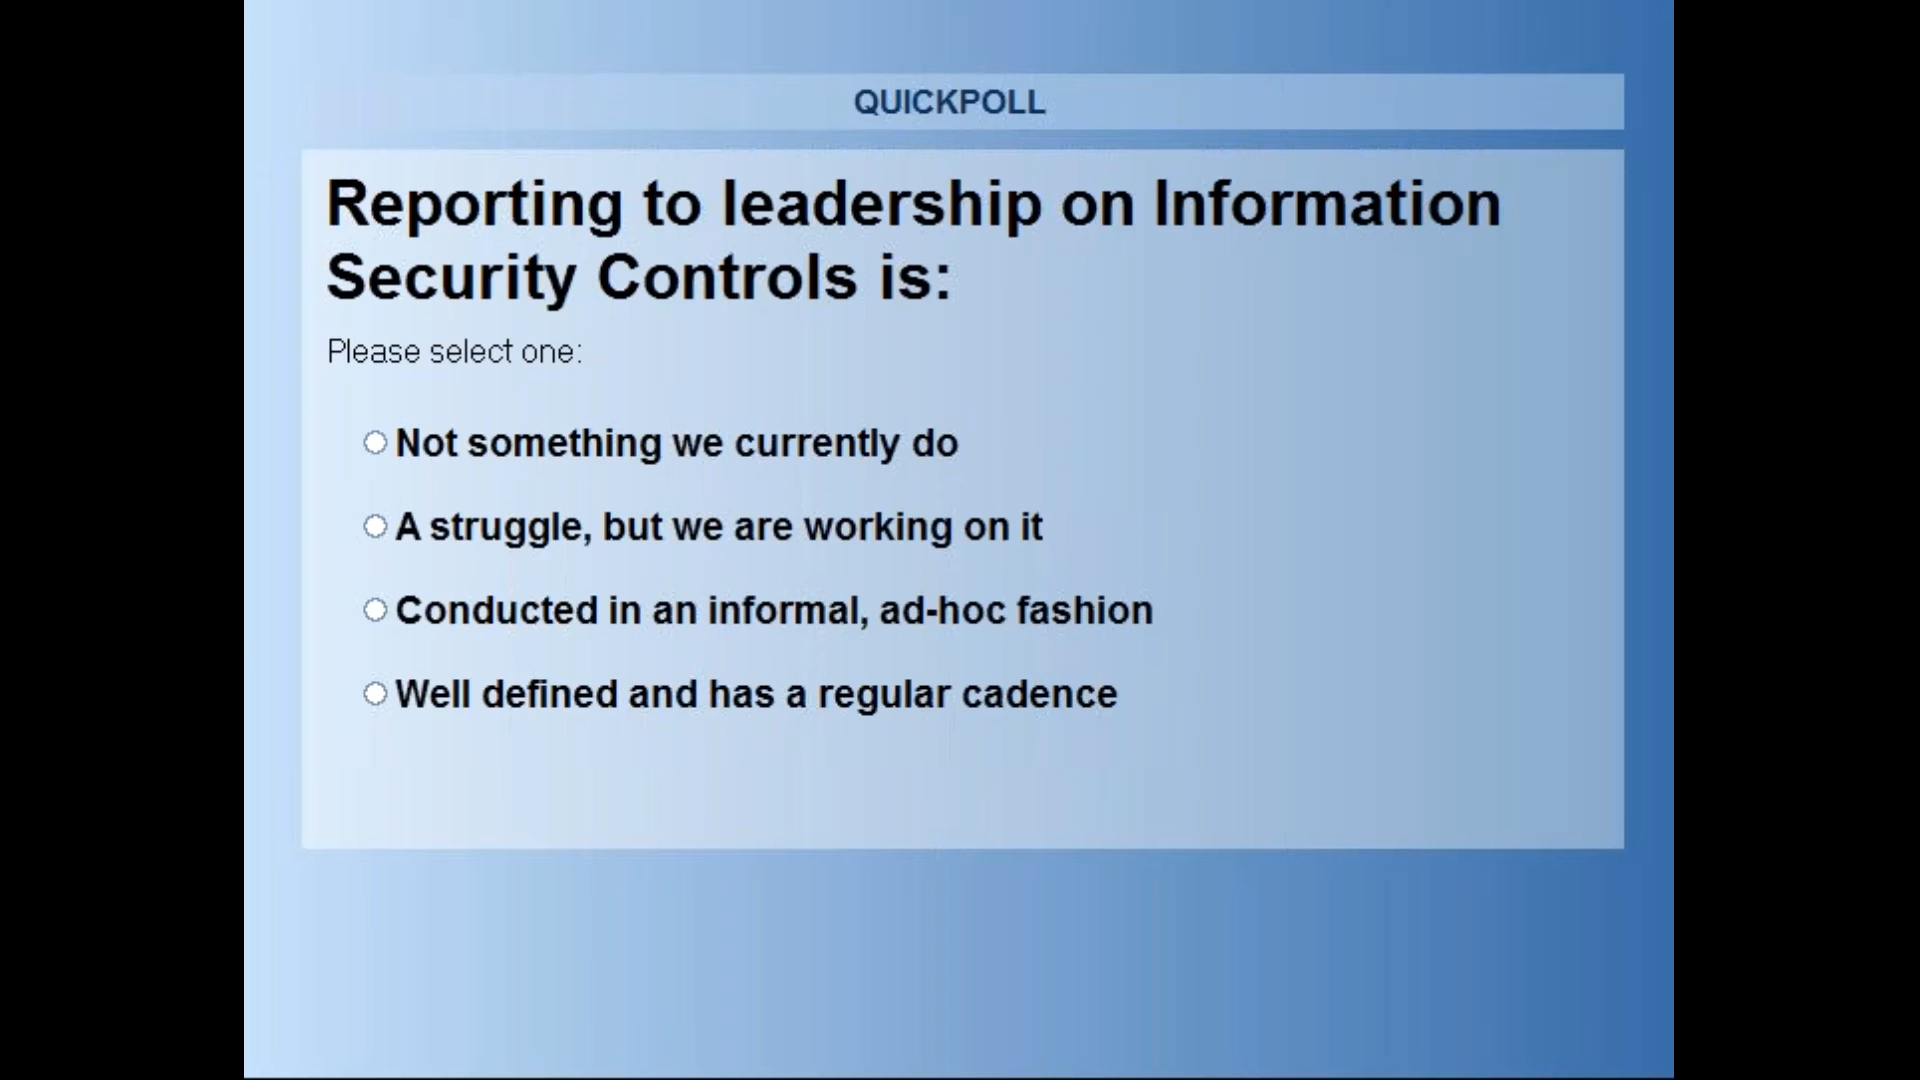 QUICKPOLL
Reporting to leadership on Information
Security Controls is:
Please select one:
Not something we currently do
A struggle, but we are working on it
Conducted in an informal, ad-hoc fashion
Well defined and has a regular cadence